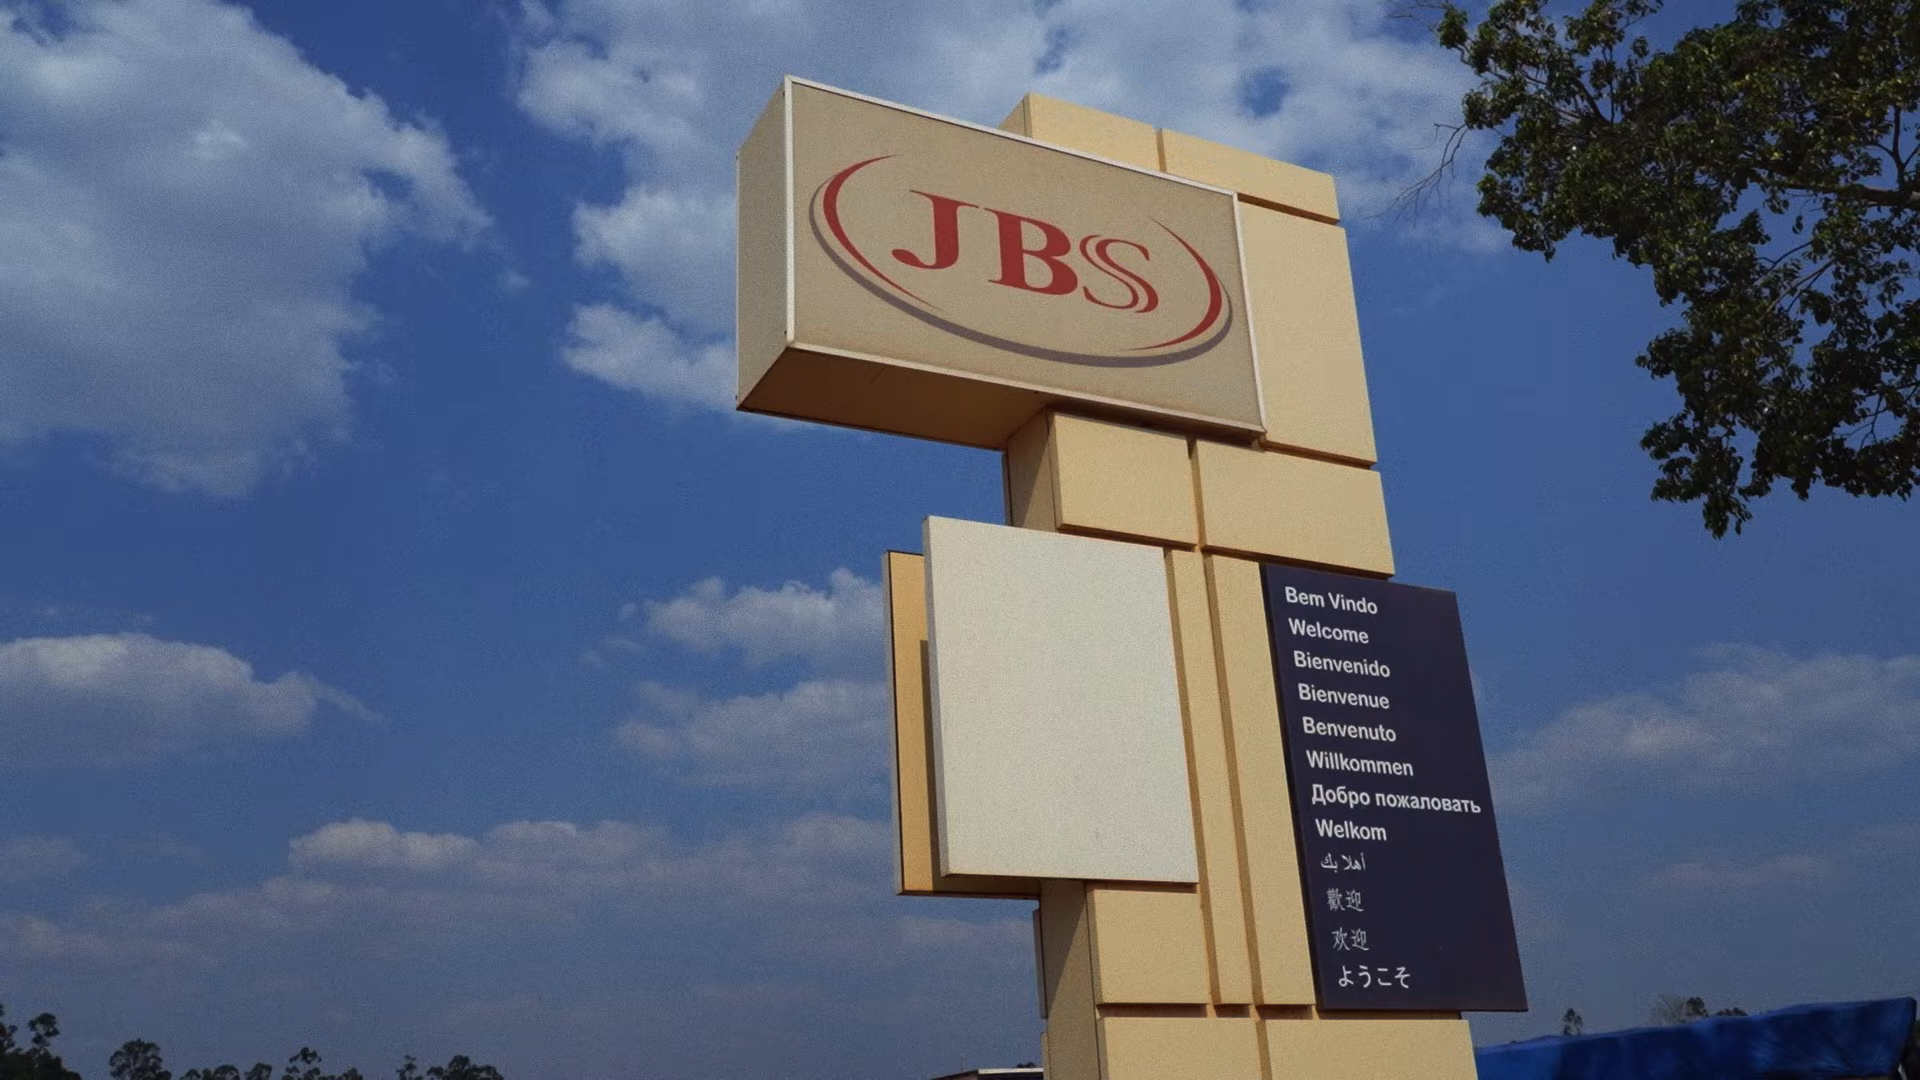 JBS
Bem Vindo
Welcome
Bienvenido
Bienvenue
Benvenuto
Willkommen
Добро пожаловать
Welkom
أهلا بك
歡迎
欢迎
ようこそ